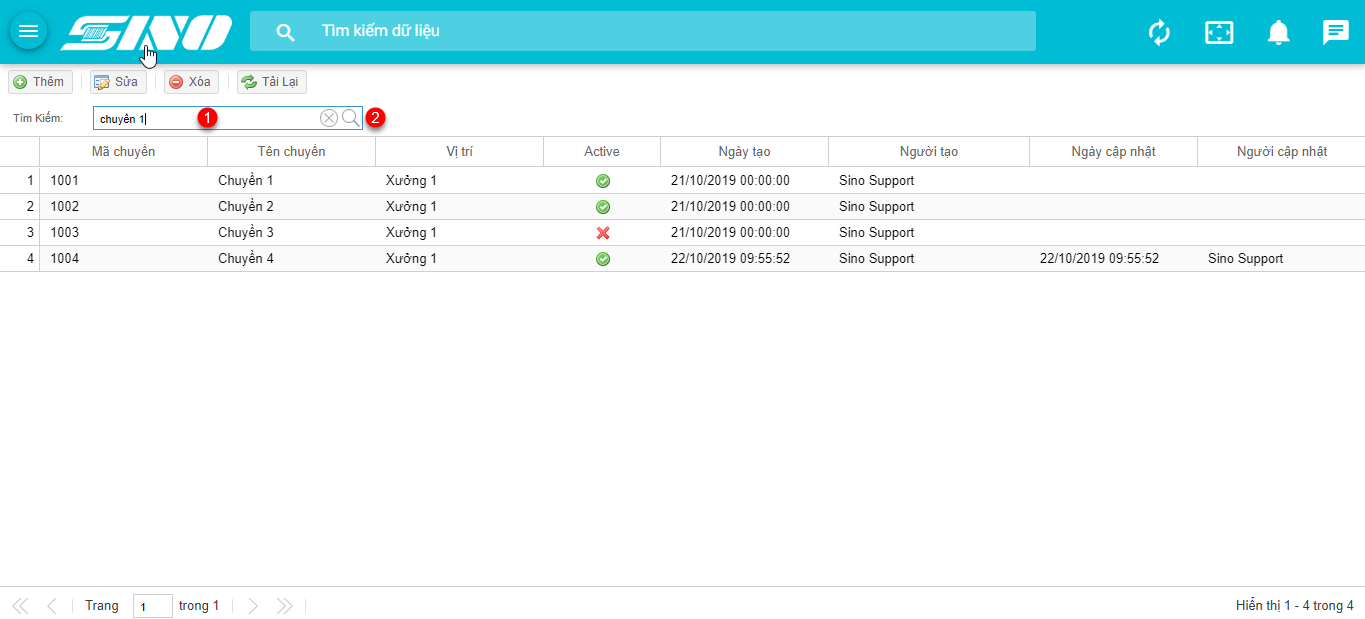 SINO
Tìm kiếm dữ liệu
Thêm Sửa Xóa Tải Lại
Tìm Kiếm: chuyền 1 1 2
Mã chuyền Tên chuyền Vị trí Active Ngày tạo Người tạo Ngày cập nhật Người cập nhật
1 1001 Chuyền 1 Xưởng 1 21/10/2019 00:00:00 Sino Support
2 1002 Chuyền 2 Xưởng 1 21/10/2019 00:00:00 Sino Support
3 1003 Chuyền 3 Xưởng 1 21/10/2019 00:00:00 Sino Support
4 1004 Chuyền 4 Xưởng 1 22/10/2019 09:55:52 Sino Support 22/10/2019 09:55:52 Sino Support
Trang 1 trong 1 Hiển thị 1 - 4 trong 4